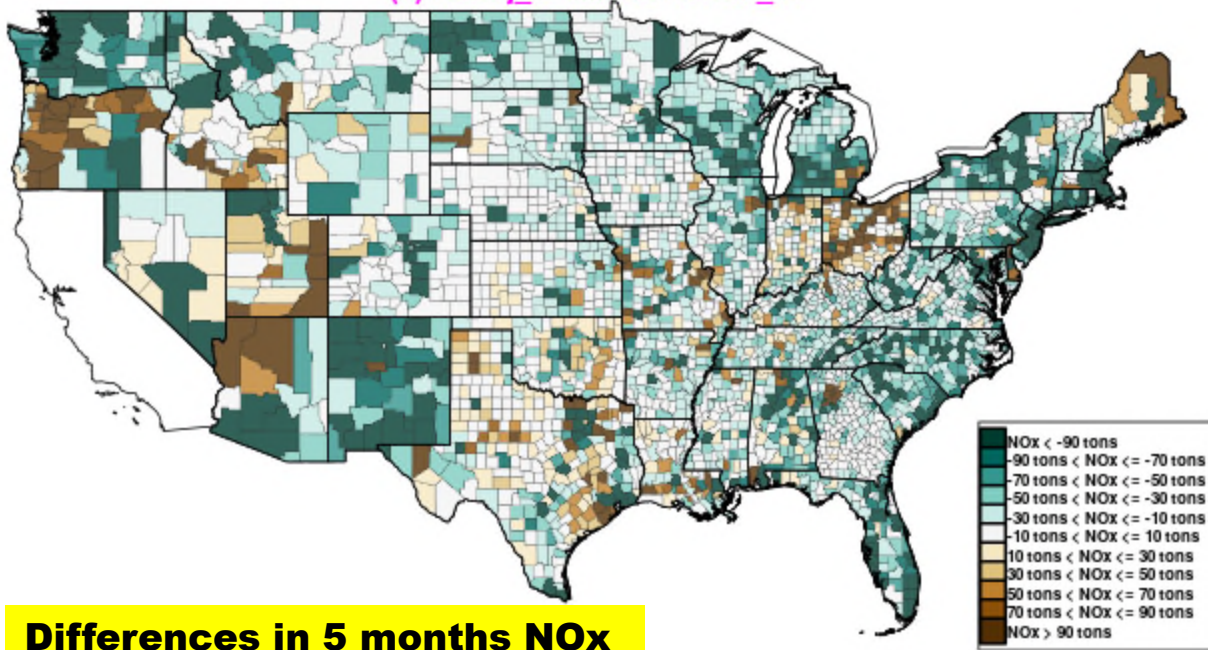 NOx < -90 tons
-90 tons < NOx <= -70 tons
-70 tons < NOx <= -50 tons
-50 tons < NOx <= -30 tons
-30 tons < NOx <= -10 tons
-10 tons < NOx <= 10 tons
10 tons < NOx <= 30 tons
30 tons < NOx <= 50 tons
50 tons < NOx <= 70 tons
70 tons < NOx <= 90 tons
NOx > 90 tons
Differences in 5 months NOx